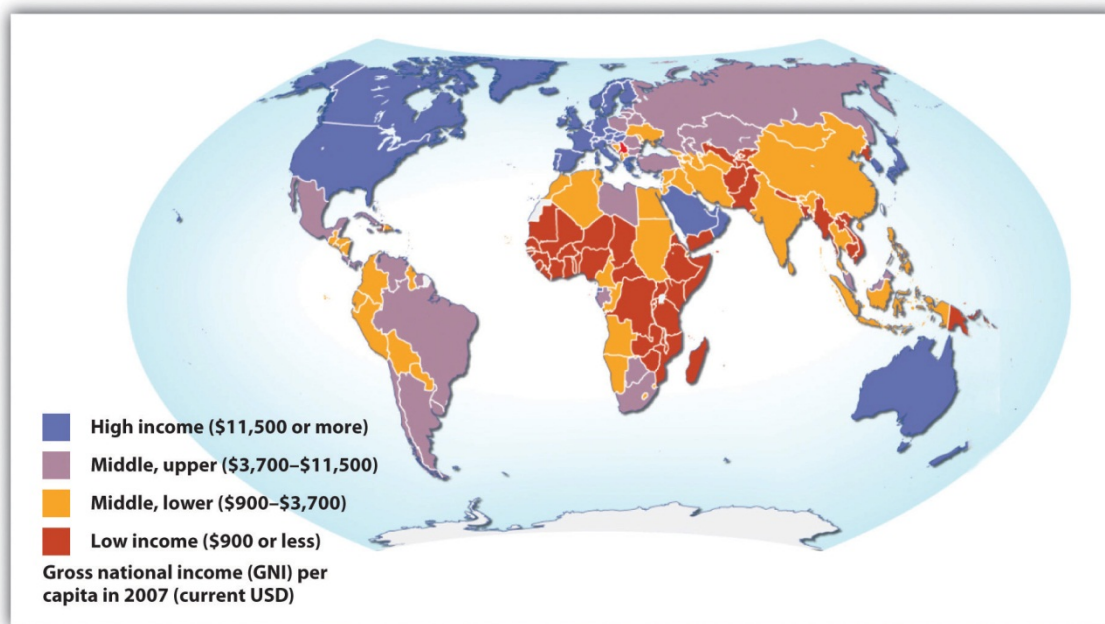 High income ($11,500 or more)
Middle, upper ($3,700–$11,500)
Middle, lower ($900–$3,700)
Low income ($900 or less)
Gross national income (GNI) per
capita in 2007 (current USD)